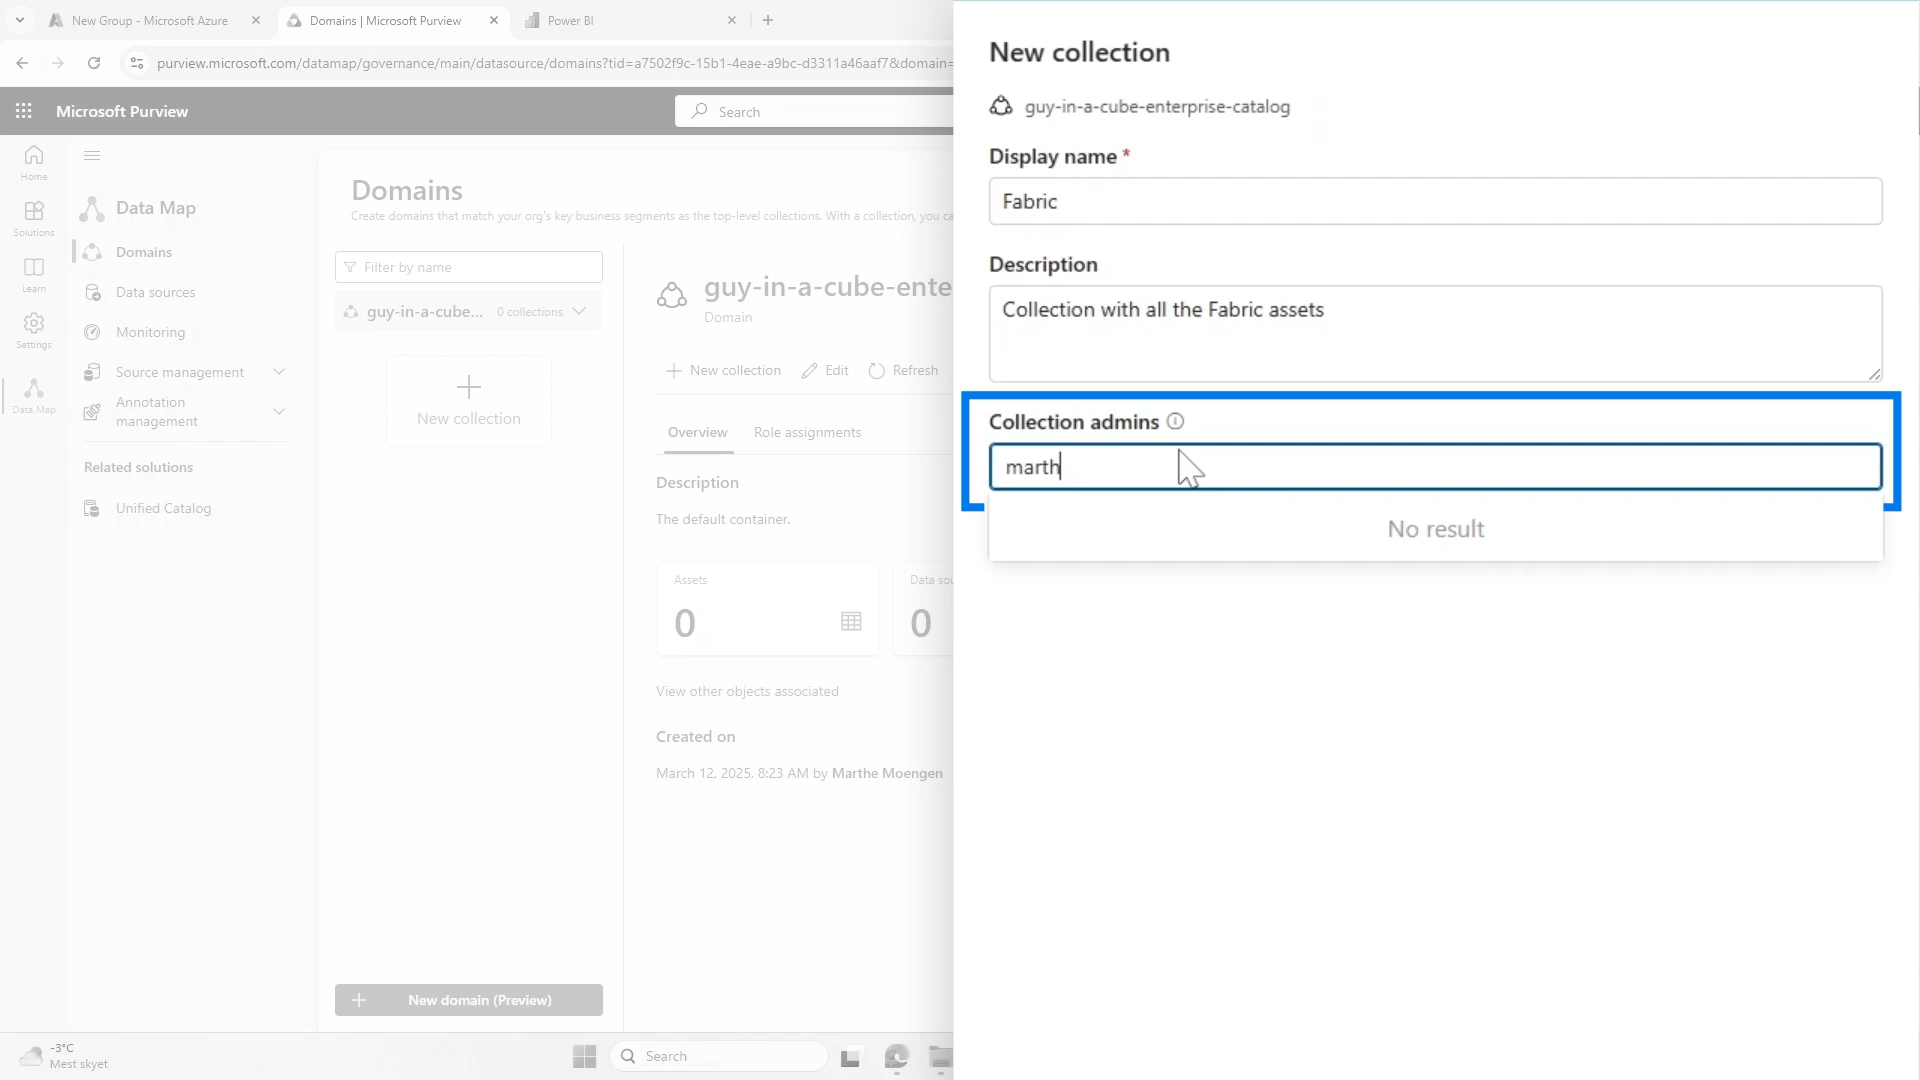 New Group - Microsoft Azure
Domains | Microsoft Purview
Power BI
purview.microsoft.com/datamap/governance/main/datasource/domains?tid=a7502f9c-15b1-4eae-a9bc-d3311a46aaf7&domain=
Microsoft Purview
Search
Home
Solutions
Learn
Settings
Data Map
Data Map
Domains
Data sources
Monitoring
Source management
Annotation
management
Related solutions
Unified Catalog
Domains
Create domains that match your org's key business segments as the top-level collections. With a collection, you ca
Filter by name
guy-in-a-cube... 0 collections
New collection
New domain (Preview)
guy-in-a-cube-ente
Domain
New collection Edit Refresh
Overview Role assignments
Description
The default container.
Assets
0
Data sou
0
View other objects associated
Created on
March 12, 2025, 8:23 AM by Marthe Moengen
New collection
guy-in-a-cube-enterprise-catalog
Display name *
Fabric
Description
Collection with all the Fabric assets
Collection admins
marth
No result
-3°C
Mest skyet
Search